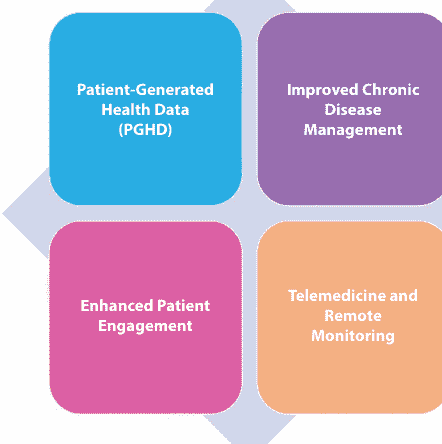 Patient-Generated
Health Data
(PGHD)
Improved Chronic
Disease
Management
Enhanced Patient
Engagement
Telemedicine and
Remote
Monitoring